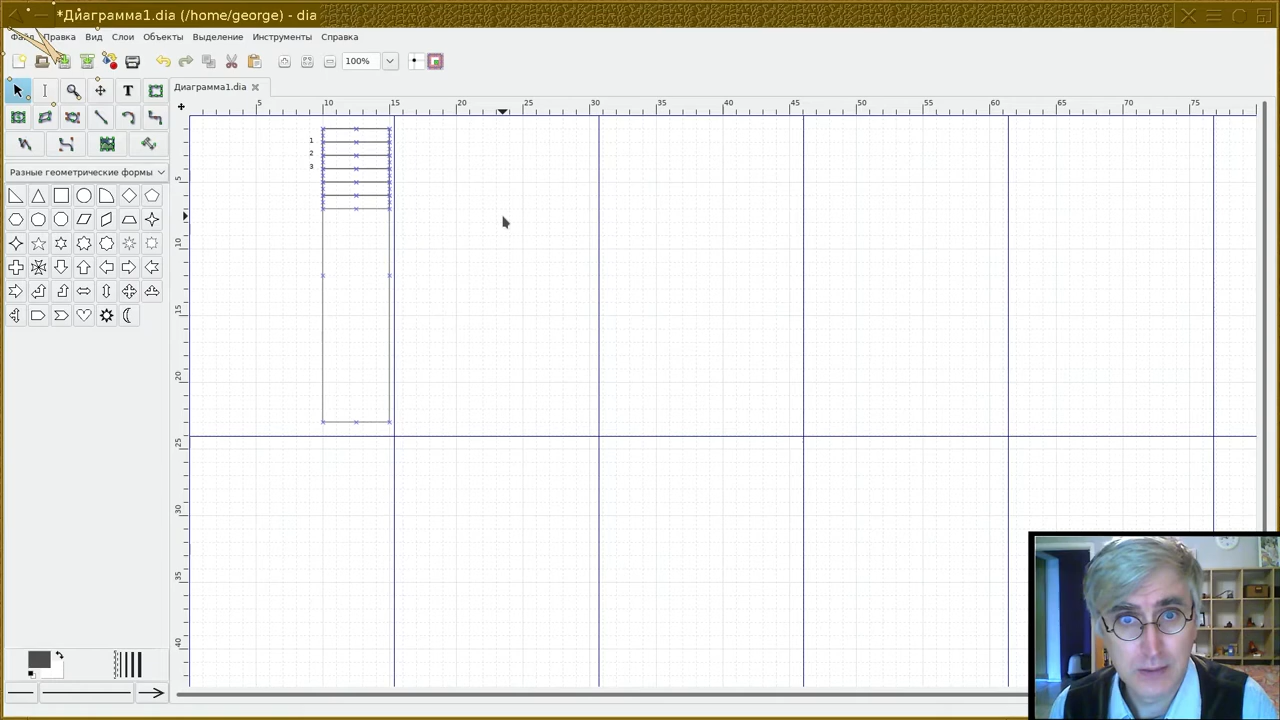 *Диаграмма1.dia (/home/george) - dia
Файл Правка Вид Слои Объекты Выделение Инструменты Справка
100%
Диаграмма1.dia
5 10 15 20 25 30 35 40 45 50 55 60 65 70 75
1
2
3
Разные геометрические формы
5
10
15
20
25
30
35
40